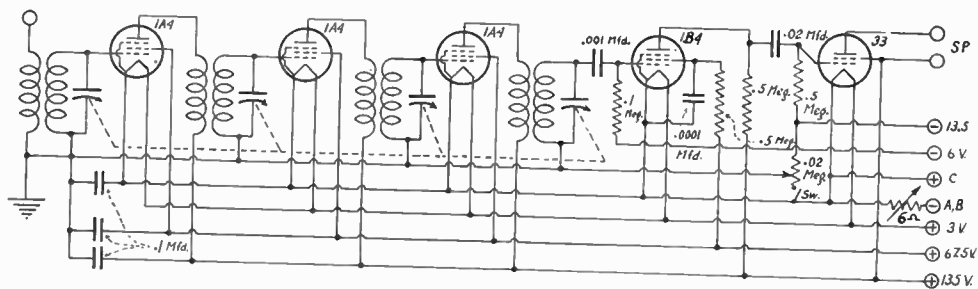 1A4
1A4
1A4
.001 Mfd.
1B4
.02 Mfd.
33
SP
.1 Meg.
.0001 Mfd.
.5 Meg.
.5 Meg.
.5 Meg.
.02 Meg.
Sw.
.1 Mfd.
6Ω
⊖ 13.5
⊖ 6 V.
⊕ C
⊖ A,B
⊕ 3 V
⊕ 67.5 V
⊕ 135 V.